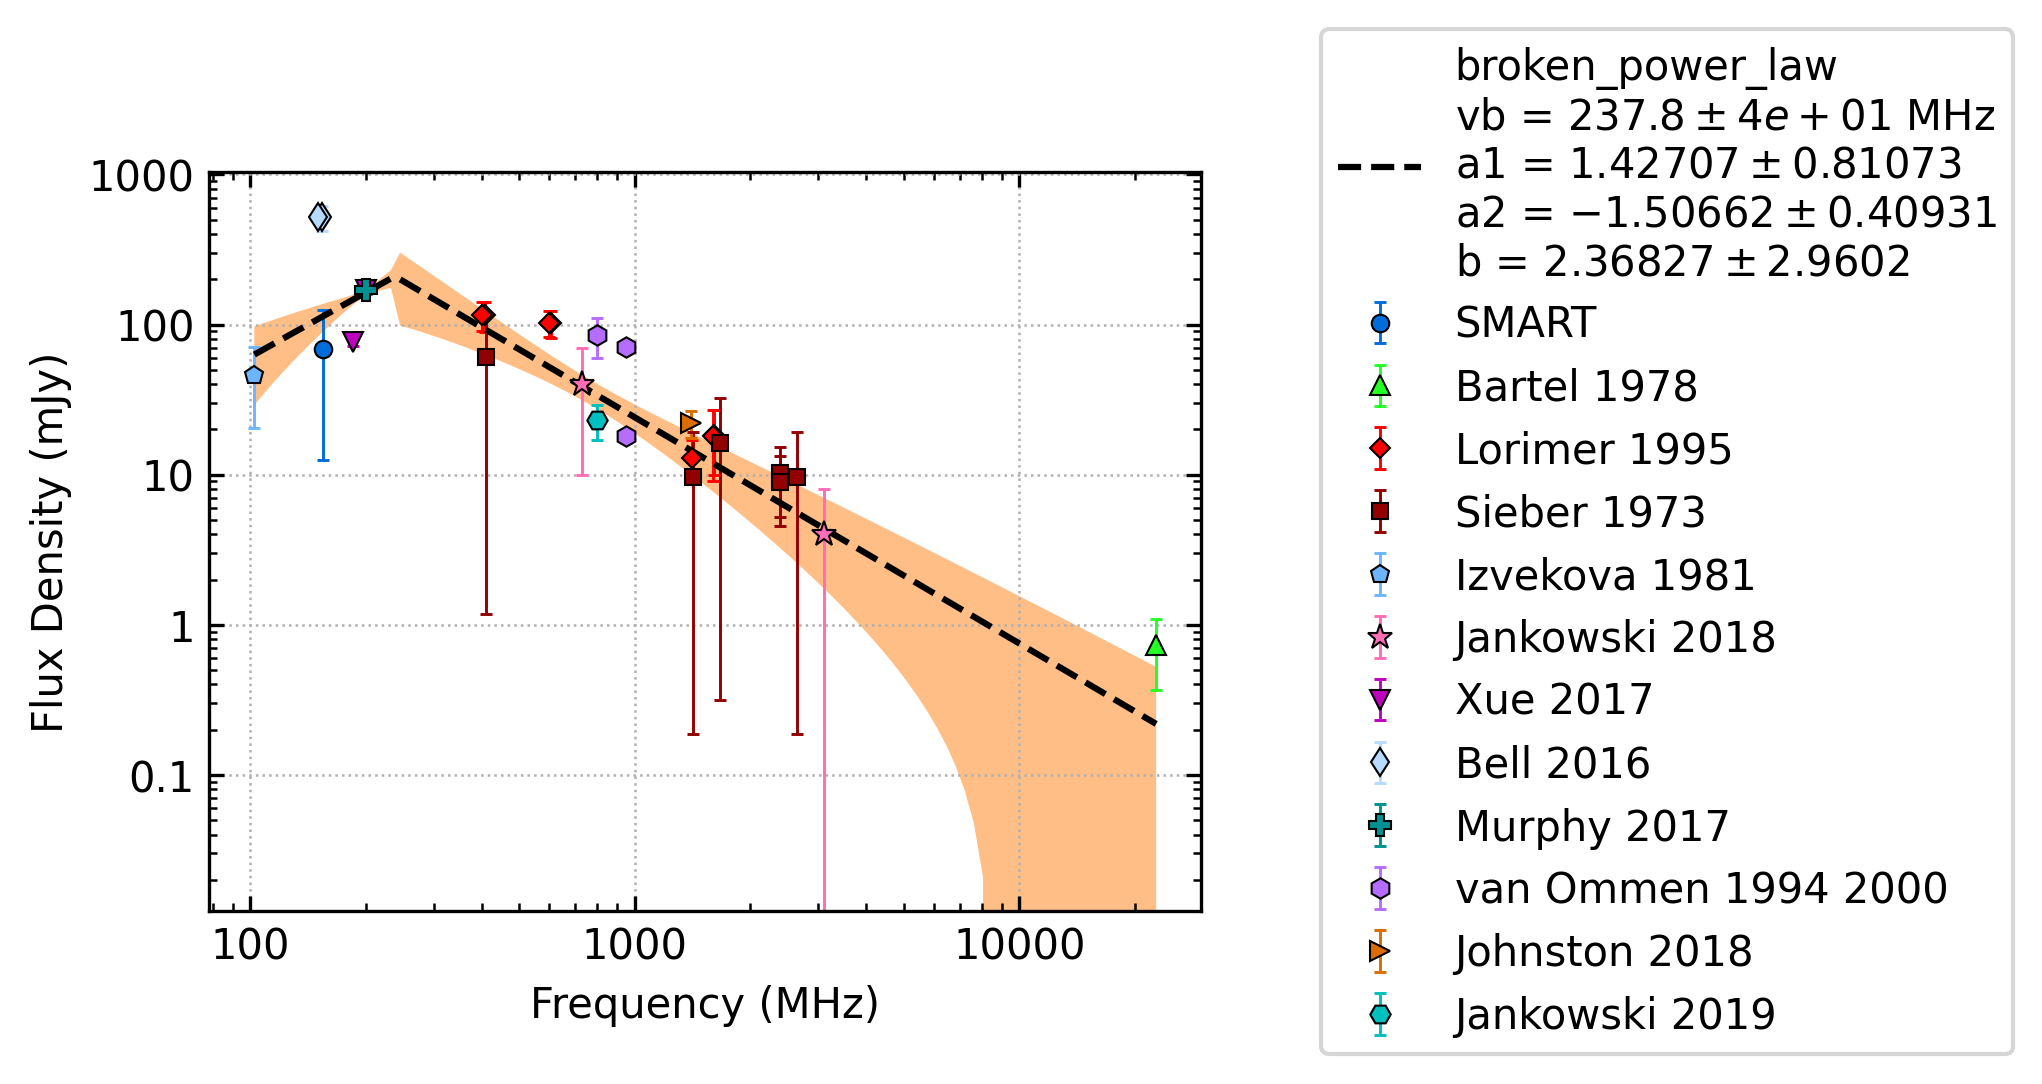 broken_power_law
vb = 237.8 ± 4e + 01 MHz
a1 = 1.42707 ± 0.81073
a2 = −1.50662 ± 0.40931
b = 2.36827 ± 2.9602
SMART
Bartel 1978
Lorimer 1995
Sieber 1973
Izvekova 1981
Jankowski 2018
Xue 2017
Bell 2016
Murphy 2017
van Ommen 1994 2000
Johnston 2018
Jankowski 2019
Flux Density (mJy)
1000
100
10
1
0.1
100 1000 10000
Frequency (MHz)